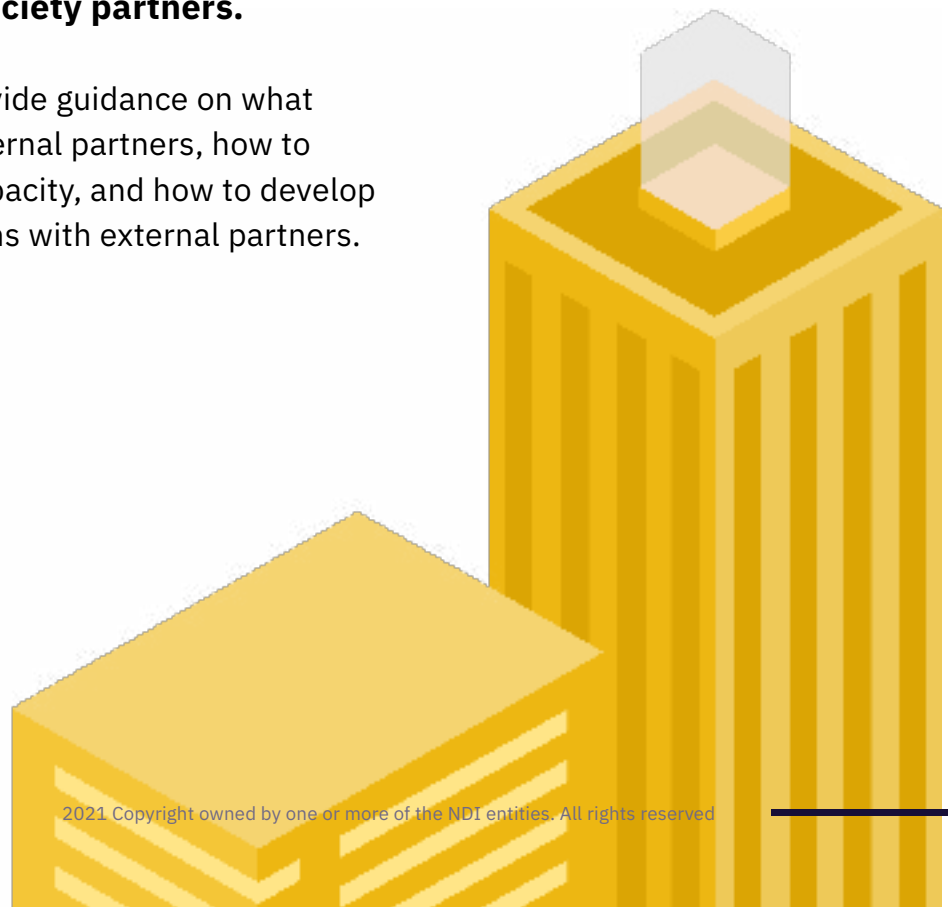 ciety partners.
vide guidance on what
ernal partners, how to
pacity, and how to develop
ns with external partners.
2021 Copyright owned by one or more of the NDI entities. All rights reserved